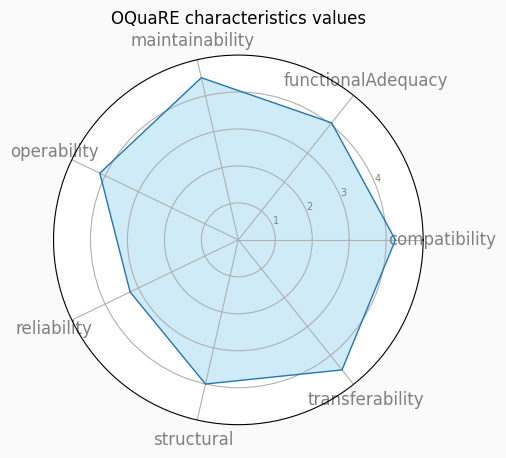 OQuaRE characteristics values
maintainability
functionalAdequacy
operability
4
3
2
1
compatibility
reliability
transferability
structural